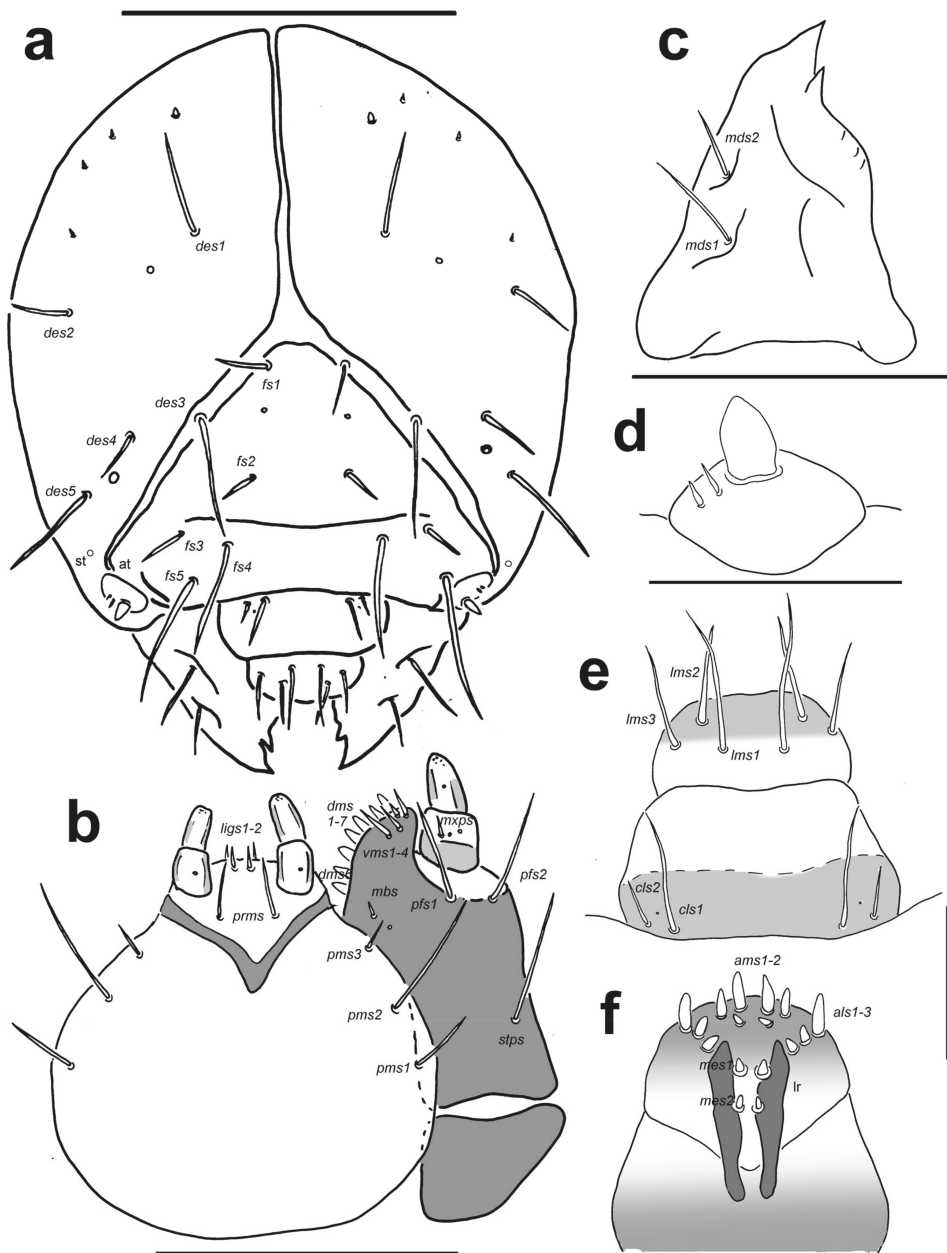 a
des1
des2
fs1
des3
des4
fs2
des5
fs3
st
at
fs4
fs5
b
ligs1-2
dms
1-7
mxps
vms1-4
pfs2
mbs
pfs1
prms
pms3
pms2
stps
pms1
c
mds2
mds1
d
e
lms2
lms3
lms1
cls2
cls1
f
ams1-2
als1-3
mes1
lr
mes2